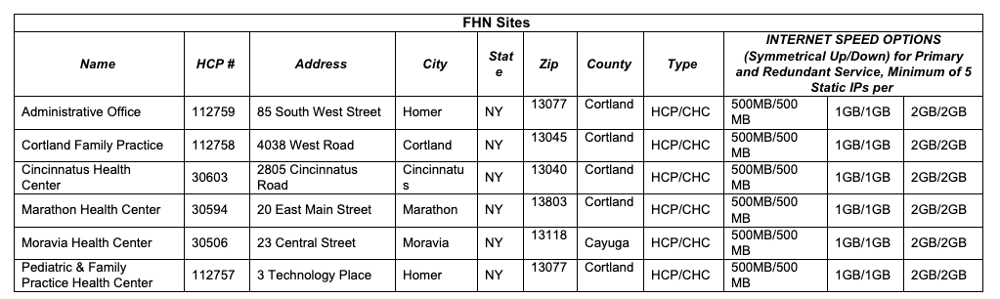 FHN Sites
Name HCP # Address City Stat e Zip County Type INTERNET SPEED OPTIONS (Symmetrical Up/Down) for Primary and Redundant Service, Minimum of 5 Static IPs per
Administrative Office 112759 85 South West Street Homer NY 13077 Cortland HCP/CHC 500MB/500 MB 1GB/1GB 2GB/2GB
Cortland Family Practice 112758 4038 West Road Cortland NY 13045 Cortland HCP/CHC 500MB/500 MB 1GB/1GB 2GB/2GB
Cincinnatus Health Center 30603 2805 Cincinnatus Road Cincinnatu s NY 13040 Cortland HCP/CHC 500MB/500 MB 1GB/1GB 2GB/2GB
Marathon Health Center 30594 20 East Main Street Marathon NY 13803 Cortland HCP/CHC 500MB/500 MB 1GB/1GB 2GB/2GB
Moravia Health Center 30506 23 Central Street Moravia NY 13118 Cayuga HCP/CHC 500MB/500 MB 1GB/1GB 2GB/2GB
Pediatric & Family Practice Health Center 112757 3 Technology Place Homer NY 13077 Cortland HCP/CHC 500MB/500 MB 1GB/1GB 2GB/2GB